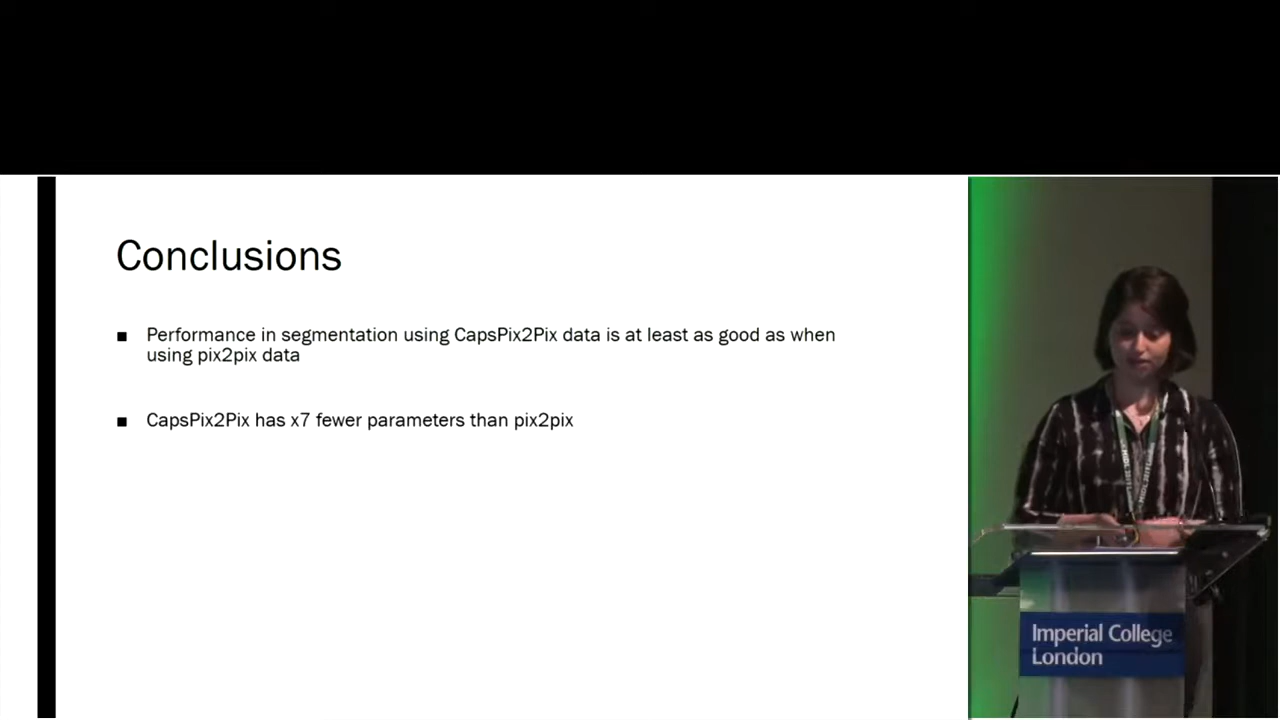 Conclusions
■ Performance in segmentation using CapsPix2Pix data is at least as good as when
using pix2pix data
■ CapsPix2Pix has x7 fewer parameters than pix2pix
Imperial College
London